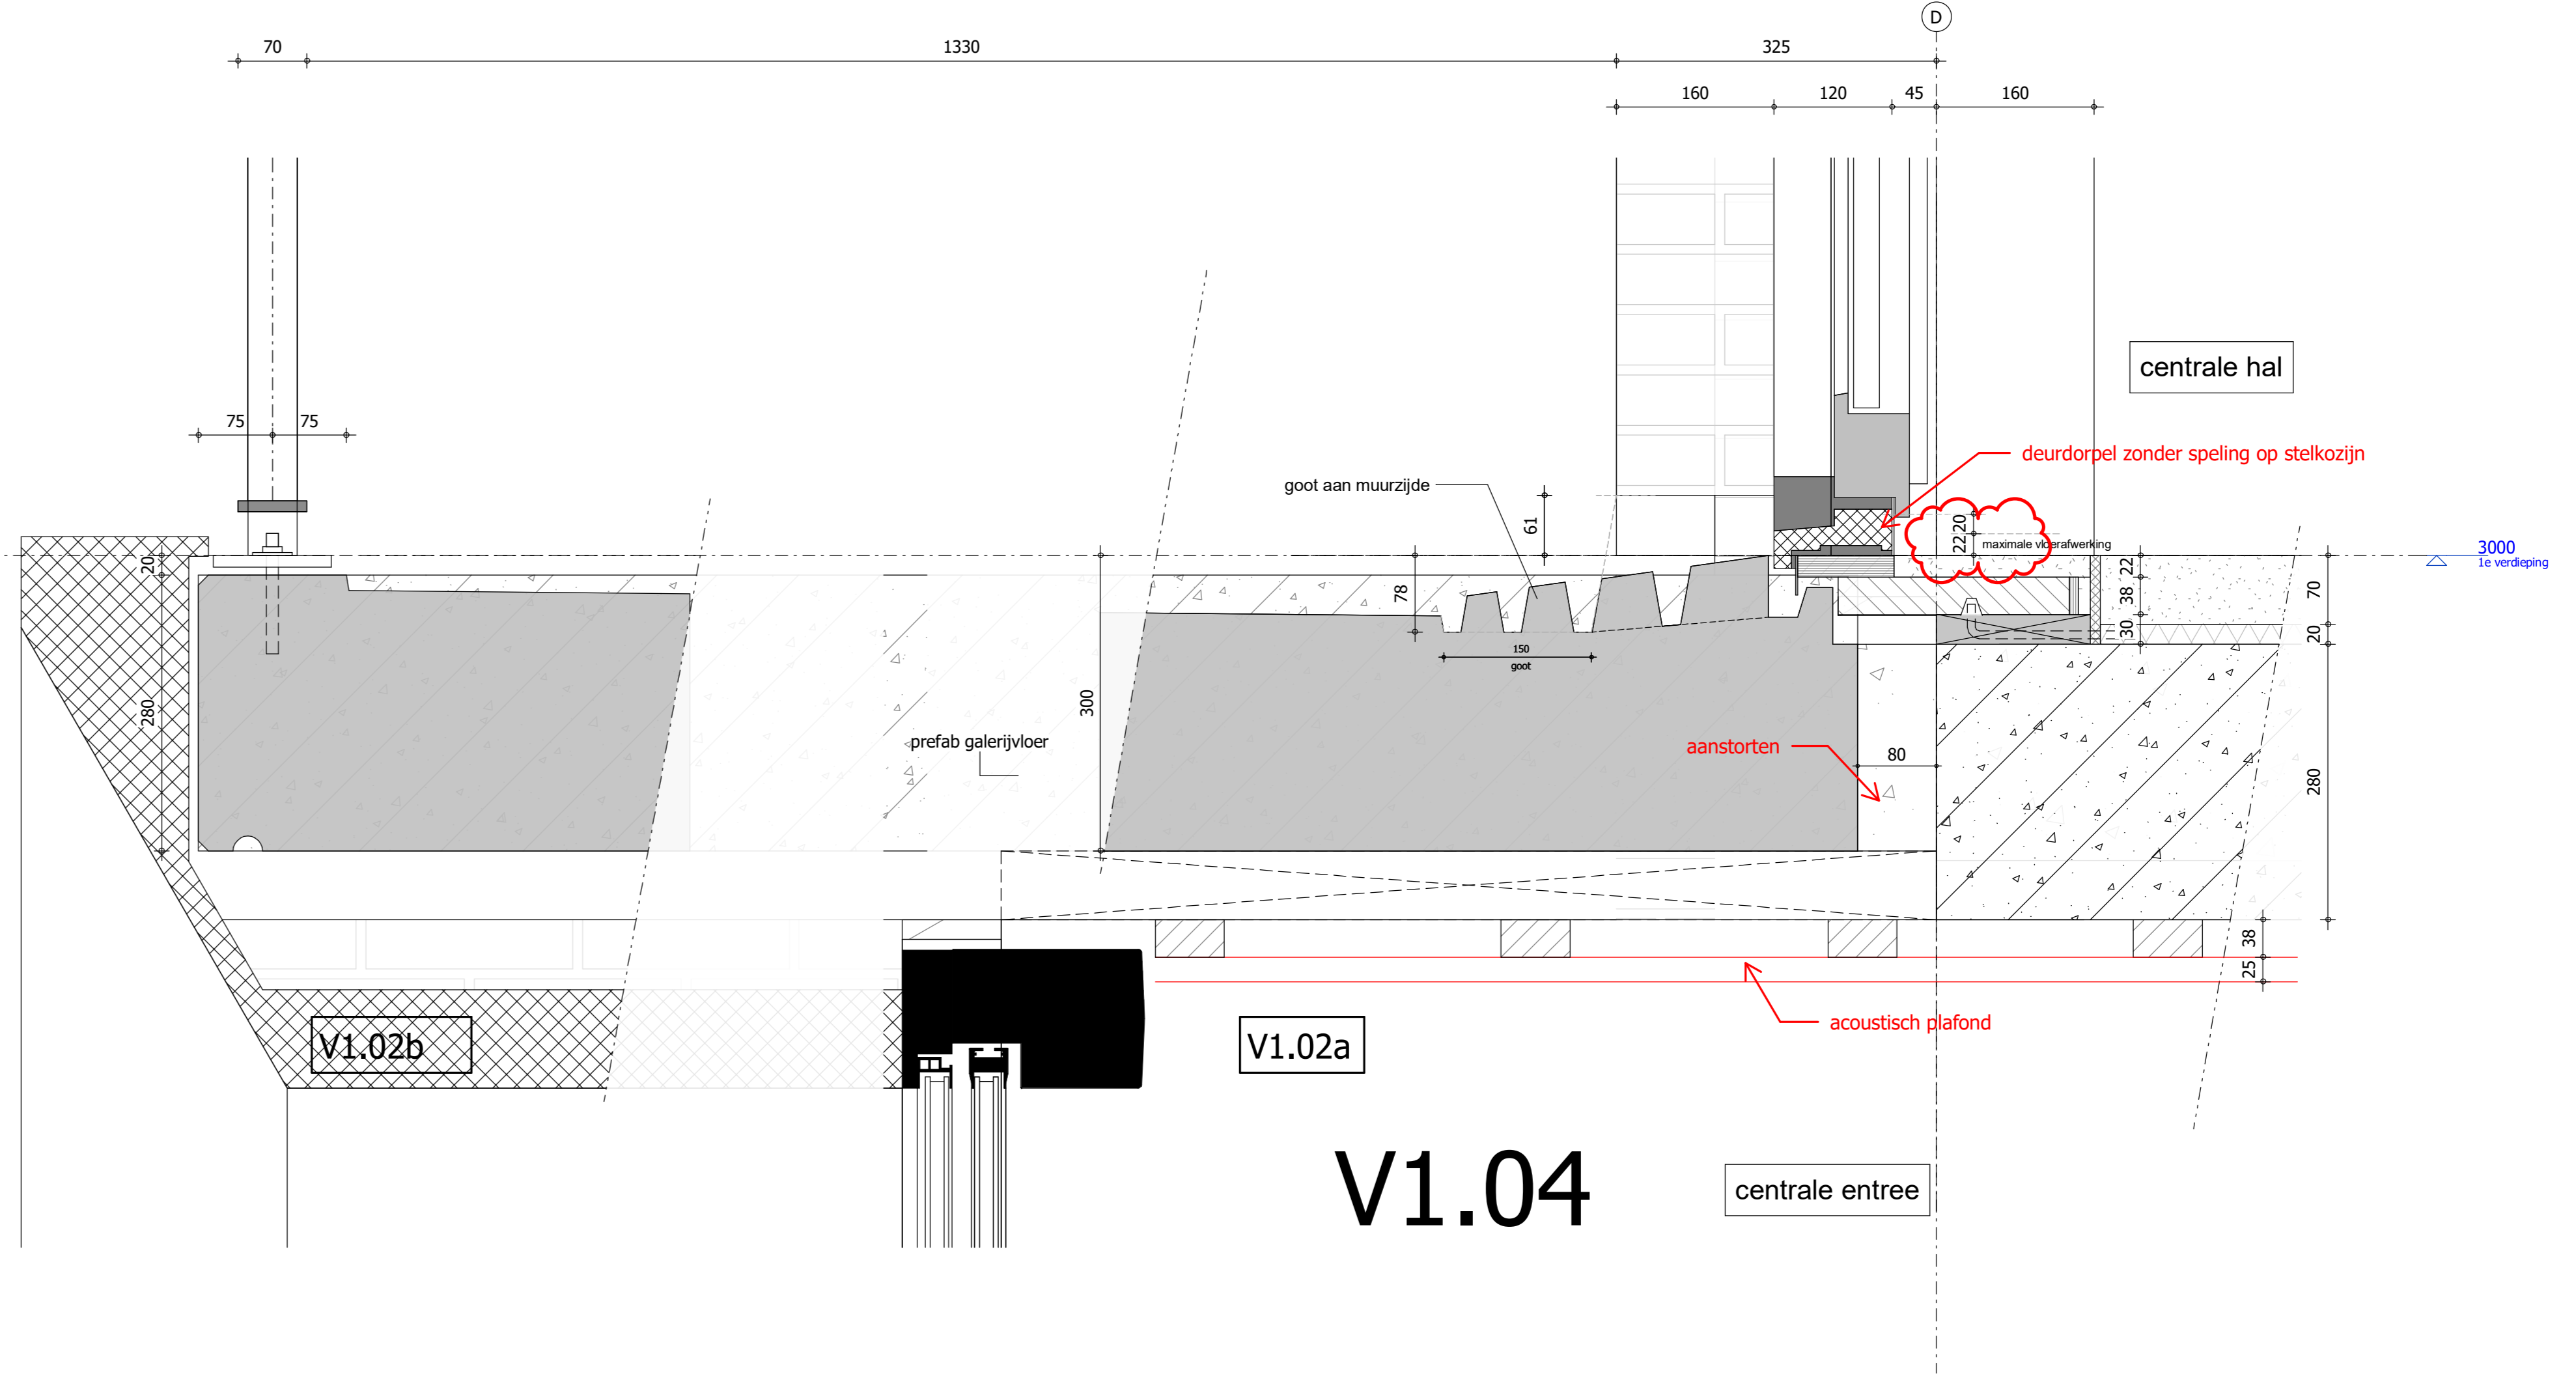 D
70
1330
325
160
120
45
160
centrale hal
75
75
deurdorpel zonder speling op stelkozijn
goot aan muurzijde
61
20
22
maximale vloerafwerking
3000
1e verdieping
20
78
22
38
30
70
20
150
goot
280
300
prefab galerijvloer
aanstorten
80
280
38
25
acoustisch plafond
V1.02b
V1.02a
V1.04
centrale entree